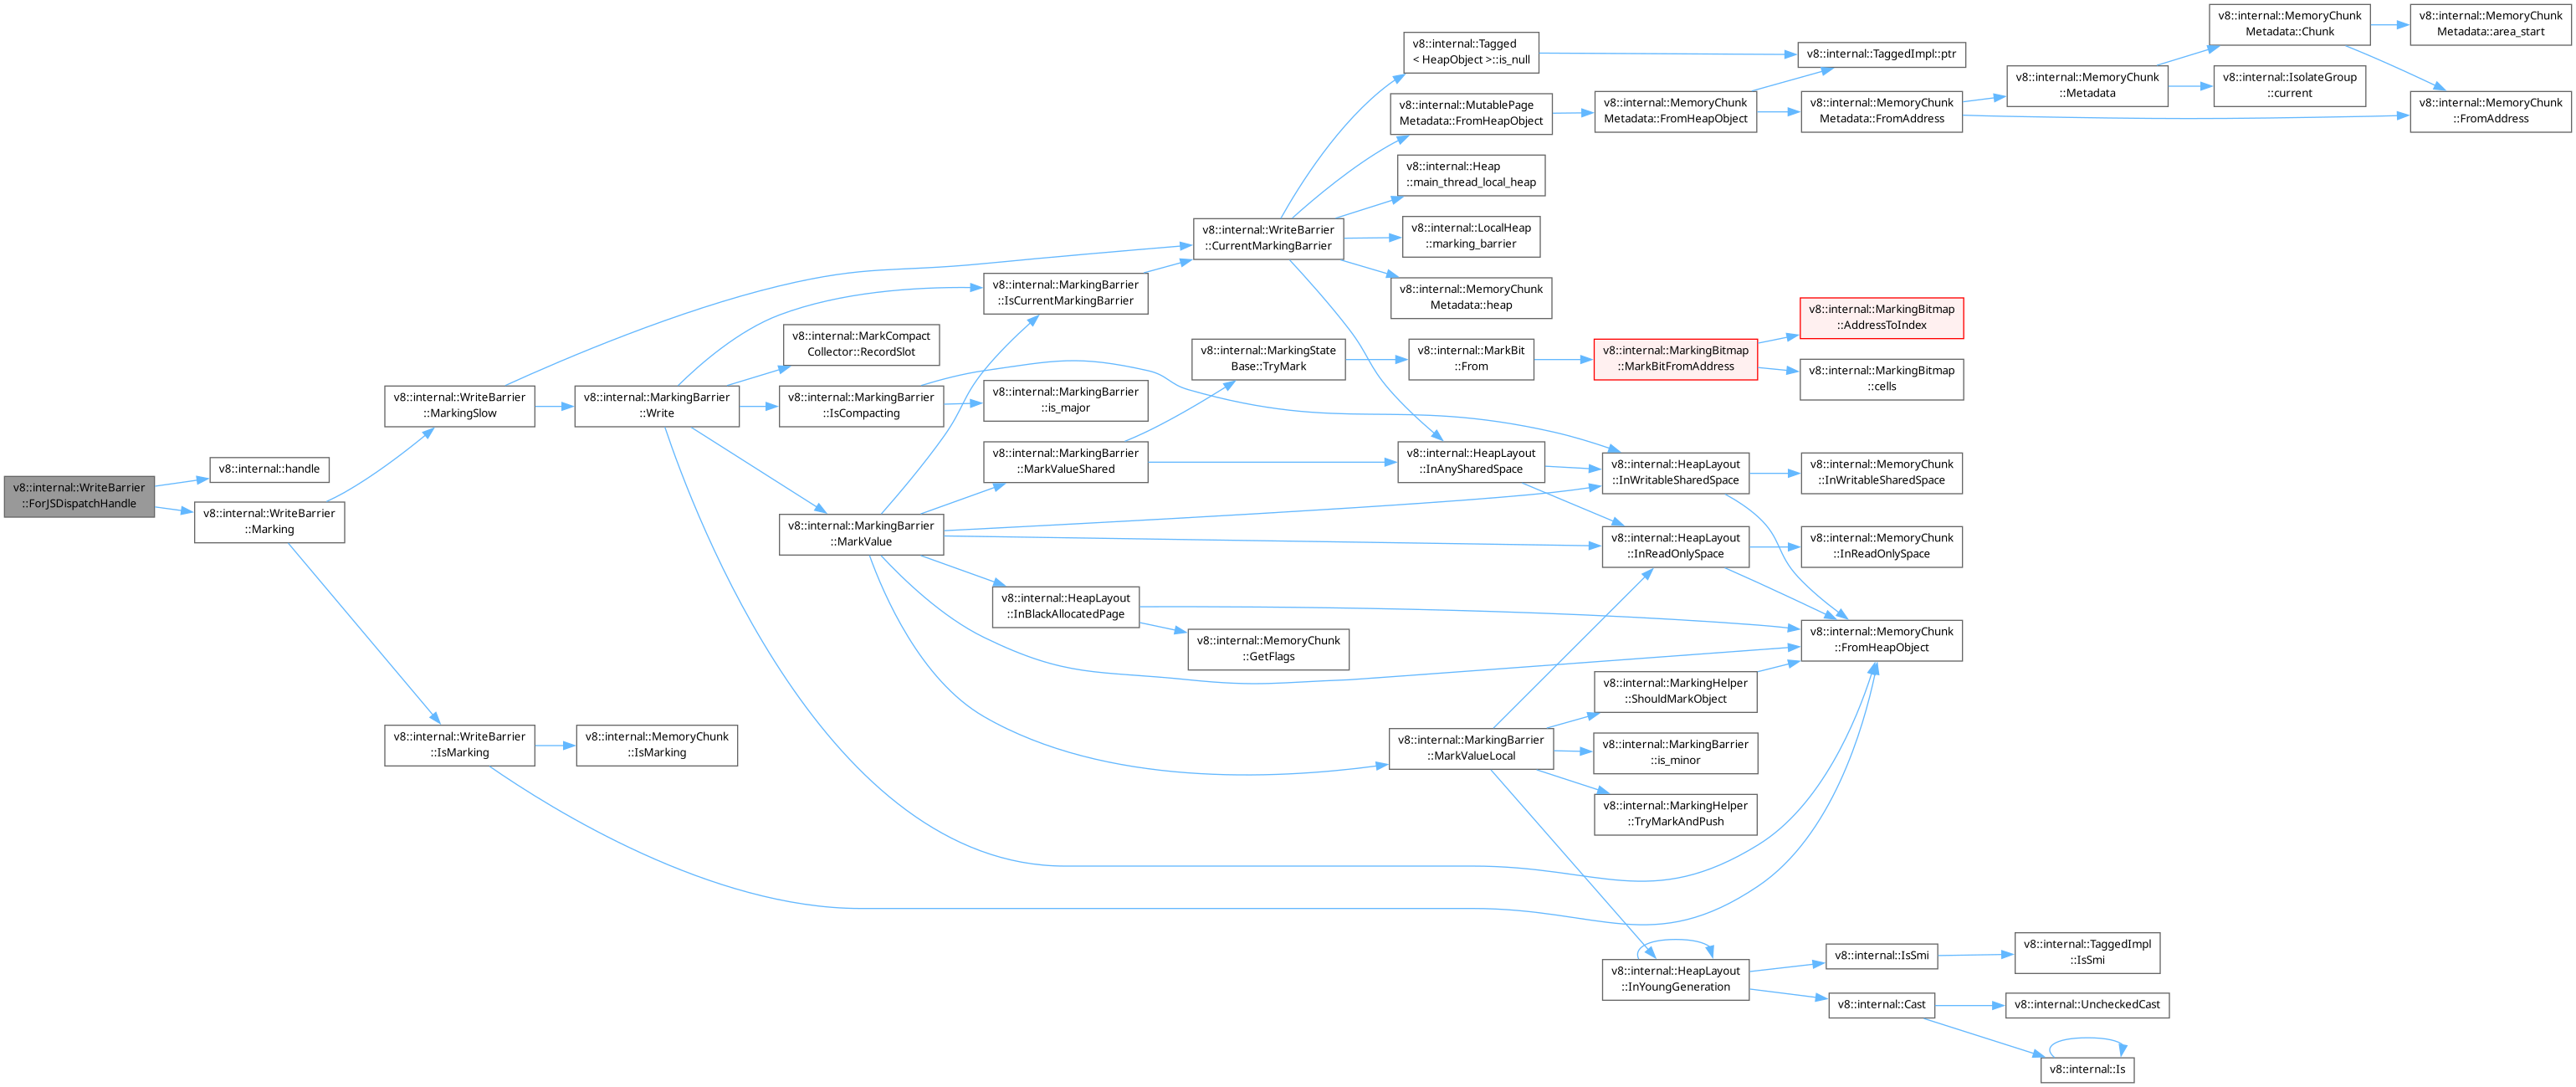 v8::internal::WriteBarrier
::ForJSDispatchHandle
v8::internal::handle
v8::internal::WriteBarrier
::Marking
v8::internal::WriteBarrier
::MarkingSlow
v8::internal::WriteBarrier
::IsMarking
v8::internal::MarkingBarrier
::Write
v8::internal::MemoryChunk
::IsMarking
v8::internal::MarkCompact
Collector::RecordSlot
v8::internal::MarkingBarrier
::IsCompacting
v8::internal::MarkingBarrier
::MarkValue
v8::internal::MarkingBarrier
::IsCurrentMarkingBarrier
v8::internal::MarkingBarrier
::is_major
v8::internal::MarkingBarrier
::MarkValueShared
v8::internal::HeapLayout
::InBlackAllocatedPage
v8::internal::WriteBarrier
::CurrentMarkingBarrier
v8::internal::MarkingState
Base::TryMark
v8::internal::MemoryChunk
::GetFlags
v8::internal::Tagged
< HeapObject >::is_null
v8::internal::MutablePage
Metadata::FromHeapObject
v8::internal::Heap
::main_thread_local_heap
v8::internal::LocalHeap
::marking_barrier
v8::internal::MemoryChunk
Metadata::heap
v8::internal::MarkBit
::From
v8::internal::HeapLayout
::InAnySharedSpace
v8::internal::MarkingBarrier
::MarkValueLocal
v8::internal::MemoryChunk
Metadata::FromHeapObject
v8::internal::MarkingBitmap
::MarkBitFromAddress
v8::internal::HeapLayout
::InWritableSharedSpace
v8::internal::HeapLayout
::InReadOnlySpace
v8::internal::MarkingHelper
::ShouldMarkObject
v8::internal::MarkingBarrier
::is_minor
v8::internal::MarkingHelper
::TryMarkAndPush
v8::internal::HeapLayout
::InYoungGeneration
v8::internal::TaggedImpl::ptr
v8::internal::MemoryChunk
Metadata::FromAddress
v8::internal::MarkingBitmap
::AddressToIndex
v8::internal::MarkingBitmap
::cells
v8::internal::MemoryChunk
::InWritableSharedSpace
v8::internal::MemoryChunk
::InReadOnlySpace
v8::internal::MemoryChunk
::FromHeapObject
v8::internal::IsSmi
v8::internal::Cast
v8::internal::MemoryChunk
::Metadata
v8::internal::TaggedImpl
::IsSmi
v8::internal::UncheckedCast
v8::internal::Is
v8::internal::MemoryChunk
Metadata::Chunk
v8::internal::IsolateGroup
::current
v8::internal::MemoryChunk
Metadata::area_start
v8::internal::MemoryChunk
::FromAddress